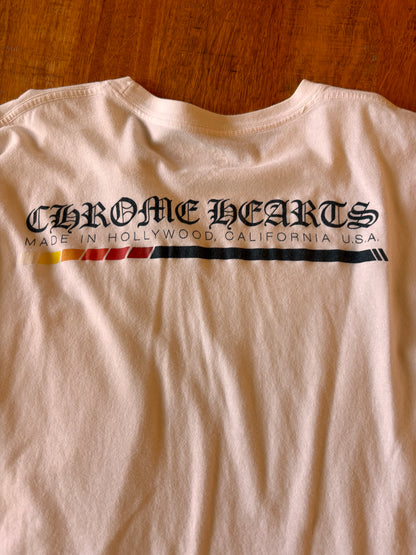 CHROME HEARTS
MADE IN HOLLYWOOD, CALIFORNIA U.S.A.